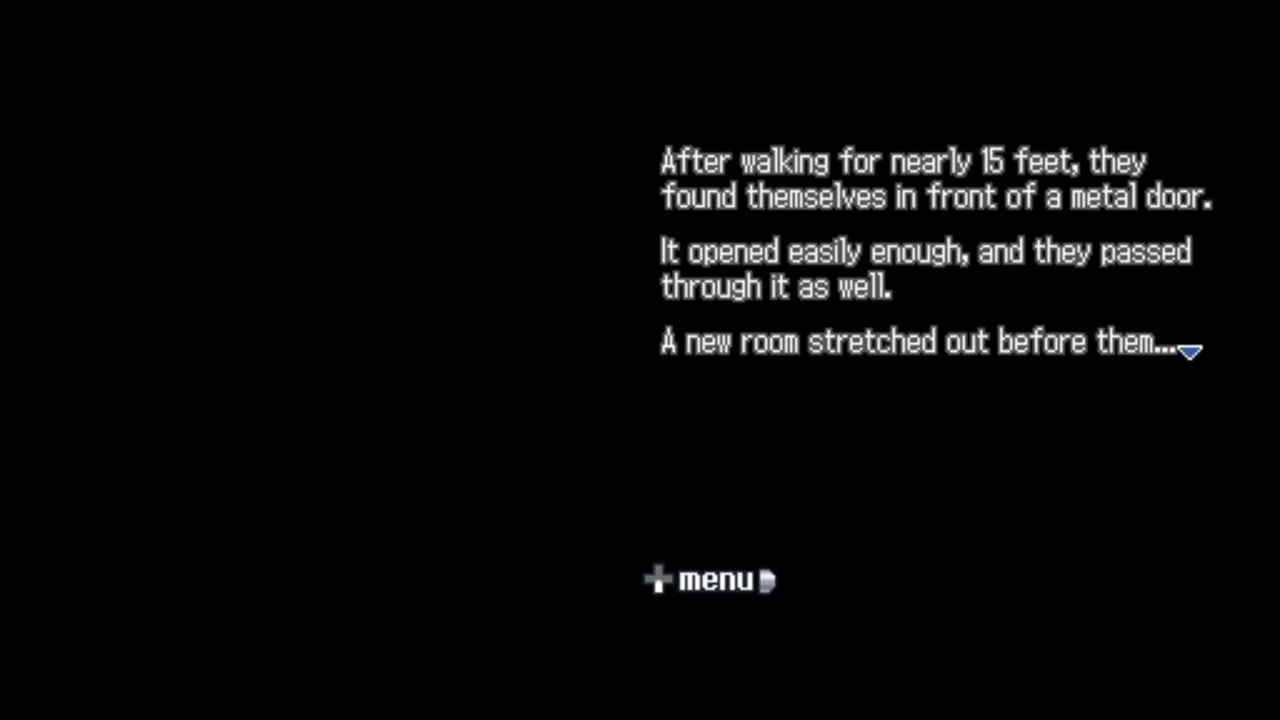 After walking for nearly 15 feet, they
found themselves in front of a metal door.
It opened easily enough, and they passed
through it as well.
A new room stretched out before them...
menu